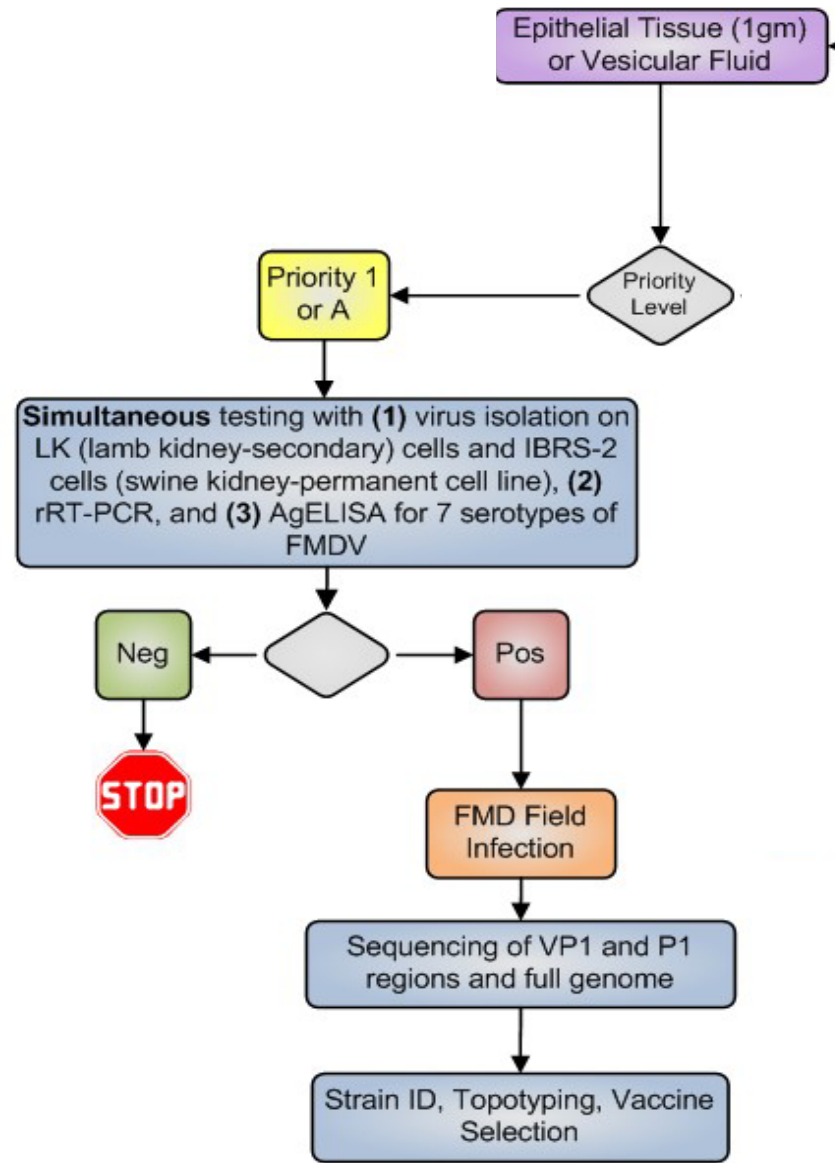 Epithelial Tissue (1gm)
or Vesicular Fluid
Priority
Level
Priority 1
or A
Simultaneous testing with (1) virus isolation on
LK (lamb kidney-secondary) cells and IBRS-2
cells (swine kidney-permanent cell line), (2)
rRT-PCR, and (3) AgELISA for 7 serotypes of
FMDV
Neg
Pos
STOP
FMD Field
Infection
Sequencing of VP1 and P1
regions and full genome
Strain ID, Topotyping, Vaccine
Selection